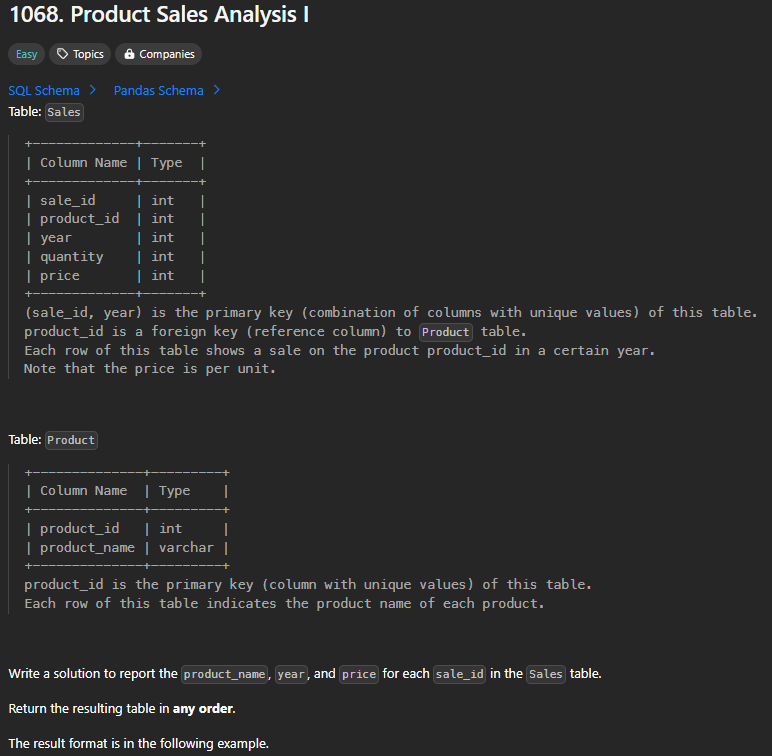 1068. Product Sales Analysis I
Easy Topics Companies
SQL Schema > Pandas Schema >
Table: Sales
+-------------+-------+
| Column Name | Type  |
+-------------+-------+
| sale_id     | int   |
| product_id  | int   |
| year        | int   |
| quantity    | int   |
| price       | int   |
+-------------+-------+
(sale_id, year) is the primary key (combination of columns with unique values) of this table.
product_id is a foreign key (reference column) to Product table.
Each row of this table shows a sale on the product product_id in a certain year.
Note that the price is per unit.
Table: Product
+--------------+---------+
| Column Name  | Type    |
+--------------+---------+
| product_id   | int     |
| product_name | varchar |
+--------------+---------+
product_id is the primary key (column with unique values) of this table.
Each row of this table indicates the product name of each product.
Write a solution to report the product_name, year, and price for each sale_id in the Sales table.
Return the resulting table in any order.
The result format is in the following example.